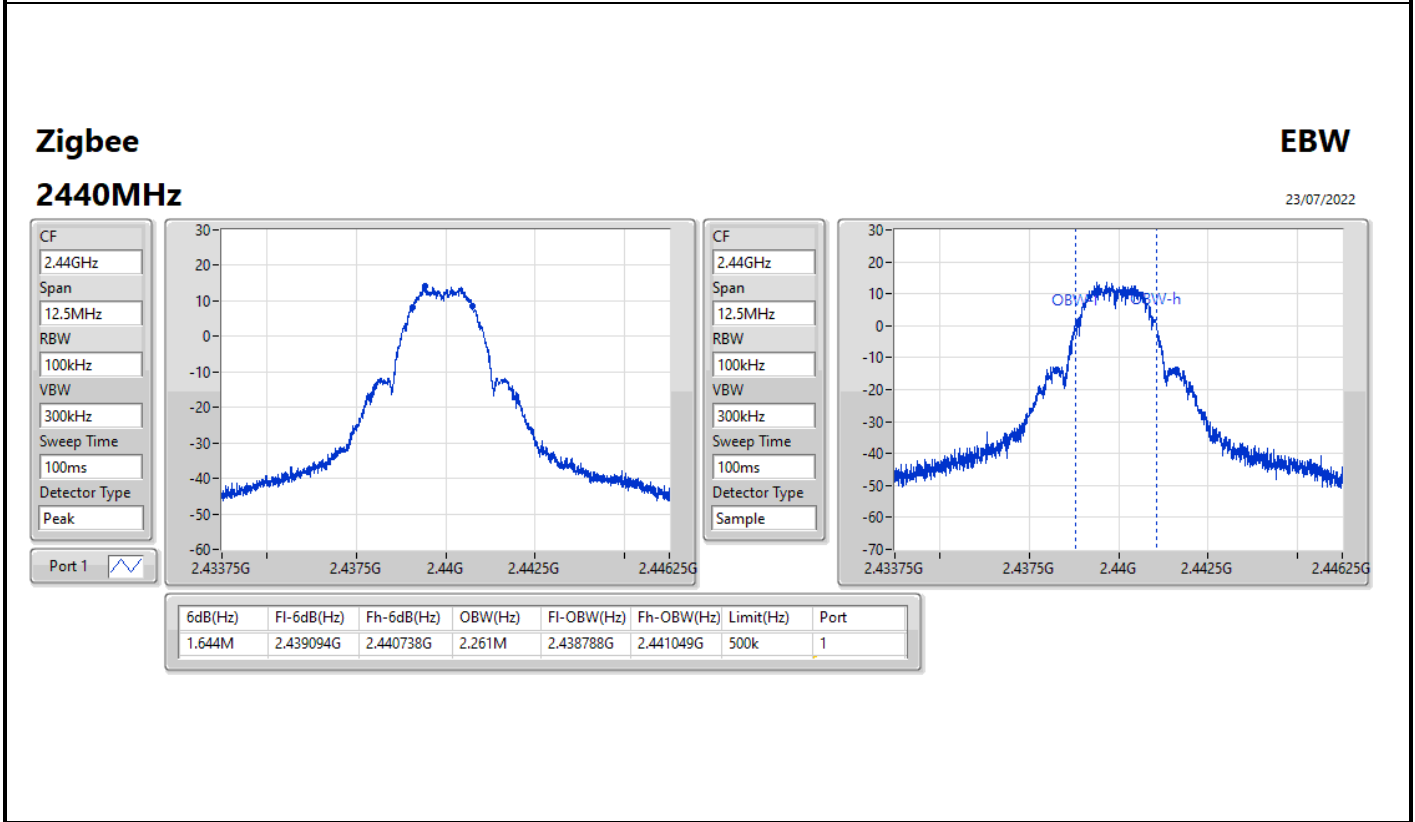 Zigbee
EBW
2440MHz
23/07/2022
CF
2.44GHz
Span
12.5MHz
RBW
100kHz
VBW
300kHz
Sweep Time
100ms
Detector Type
Peak
Port 1
30
20
10
0
-10
-20
-30
-40
-50
-60
2.43375G 2.4375G 2.44G 2.4425G 2.44625G
CF
2.44GHz
Span
12.5MHz
RBW
100kHz
VBW
300kHz
Sweep Time
100ms
Detector Type
Sample
30
20
10
0
-10
-20
-30
-40
-50
-60
-70
OBW-h
2.43375G 2.4375G 2.44G 2.4425G 2.44625G
6dB(Hz) Fl-6dB(Hz) Fh-6dB(Hz) OBW(Hz) Fl-OBW(Hz) Fh-OBW(Hz) Limit(Hz) Port
1.644M 2.439094G 2.440738G 2.261M 2.438788G 2.441049G 500k 1